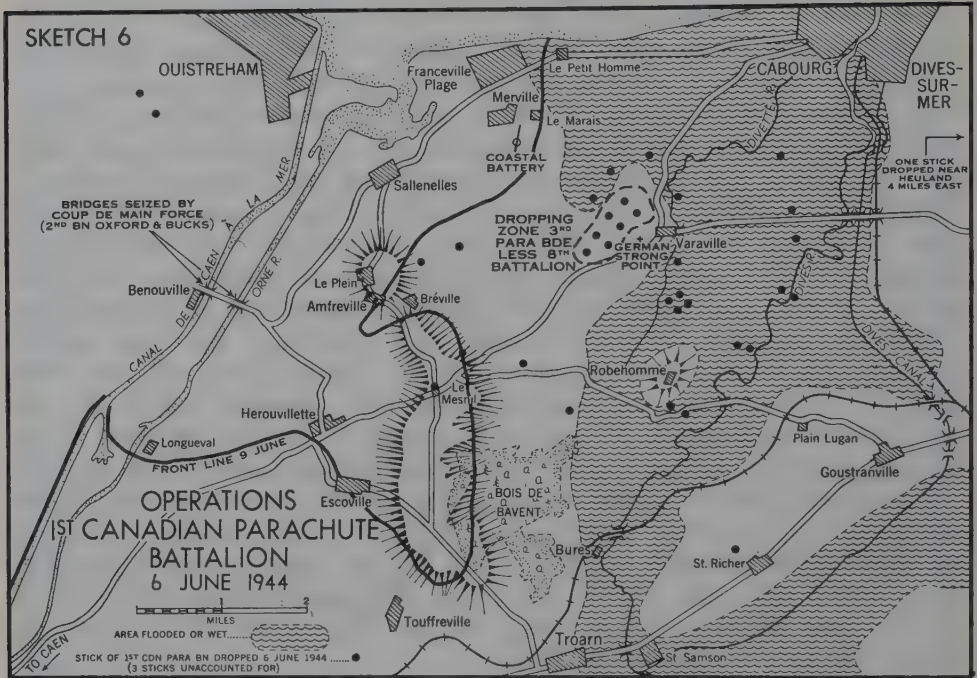 SKETCH 6
OUISTREHAM
Franceville
Plage
Le Petit Homme
CABOURG
DIVES-
SUR-
MER
Merville
Le Marais
COASTAL
BATTERY
DIVETTE R.
ONE STICK
DROPPED NEAR
HEULAND
4 MILES EAST
Sallenelles
BRIDGES SEIZED BY
COUP DE MAIN FORCE
(2ND BN OXFORD & BUCKS)
CANAL DE CAEN À LA MER
ORNE R.
DROPPING
ZONE 3RD
PARA BDE
LESS 8TH
BATTALION
GERMAN
STRONG
POINT
Varaville
DIVES R.
Le Plein
Benouville
Amfreville
Bréville
DIVES CANAL
Robehomme
Le
Mesnil
Herouvillette
Longueval
FRONT LINE 9 JUNE
Plain Lugan
Goustranville
Escoville
BOIS DE
BAVENT
OPERATIONS
1ST CANADIAN PARACHUTE
BATTALION
6 JUNE 1944
Bures
St. Richer
1 2
MILES
Touffreville
AREA FLOODED OR WET
Troarn
St Samson
TO CAEN
STICK OF 1ST CDN PARA BN DROPPED 6 JUNE 1944
(3 STICKS UNACCOUNTED FOR)